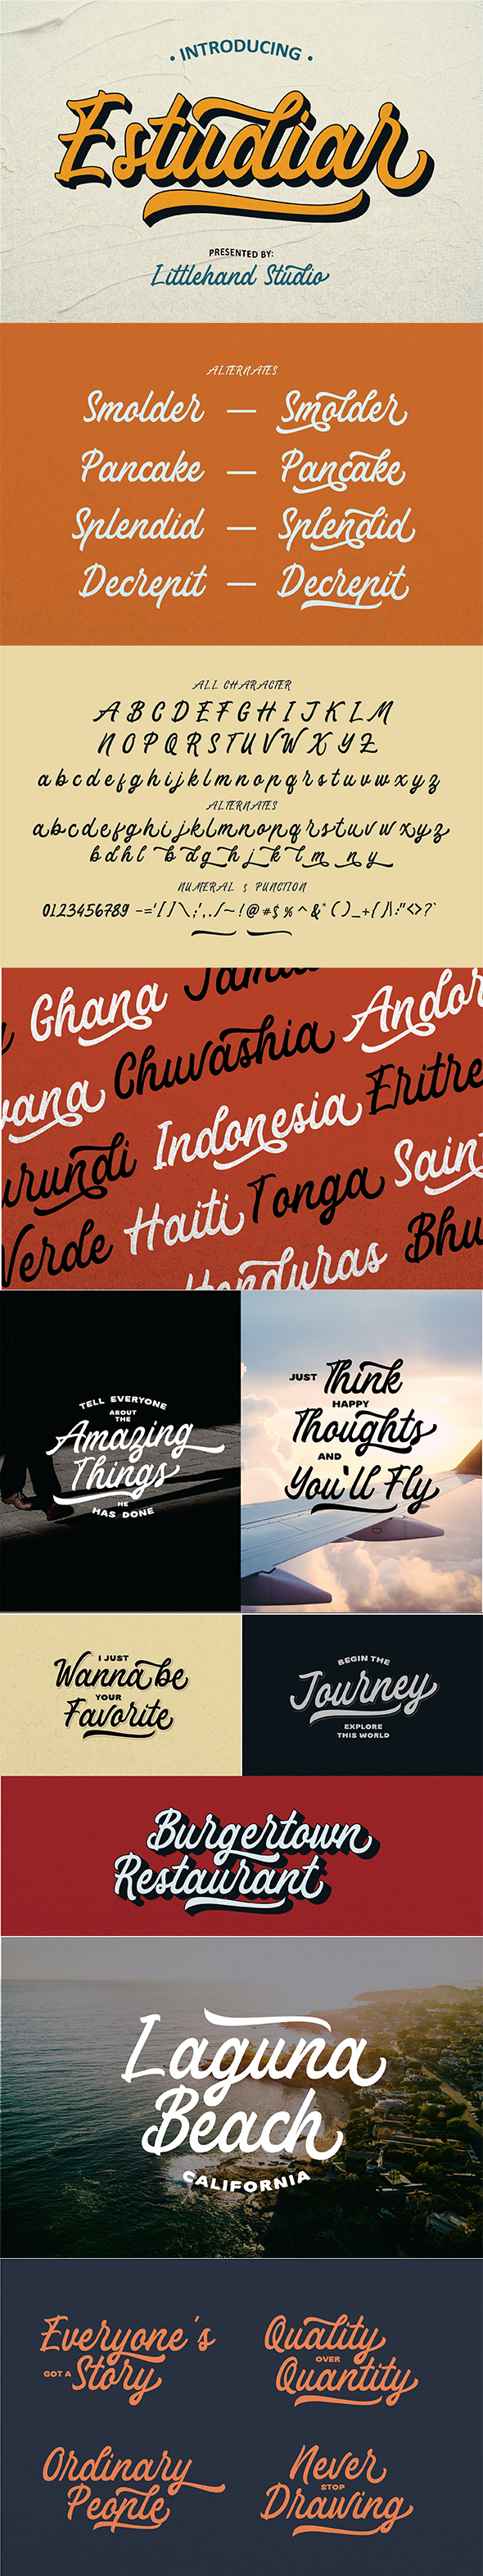 • INTRODUCING •
Estudiar
PRESENTED BY:
Littlehand Studio
ALTERNATES
Smolder — Smolder
Pancake — Pancake
Splendid — Splendid
Decrepit — Decrepit
ALL CHARACTER
A B C D E F G H I J K L M
N O P Q R S T U V W X Y Z
a b c d e f g h i j k l m n o p q r s t u v w x y z
ALTERNATES
a b c d e f g h i j k l m n o p q r s t u v w x y z
b d h l b d g h j k l m n y
NUMERAL & PUNCTION
0123456789 -='[]\;',./~!@#$%^&*()_+{}|:"<>?`
Ghana
Andor
vana
Chuvashia
Eritre
urundi
Indonesia
Saint
Verde
Haiti
Tonga
Bhu
Honduras
TELL EVERYONE
ABOUT
THE
Amazing
Things
HE
HAS DONE
JUST Think
HAPPY
Thoughts
AND
You'll Fly
I JUST
Wanna be
YOUR
Favorite
BEGIN THE
Journey
EXPLORE
THIS WORLD
Burgertown
Restaurant
Laguna
Beach
CALIFORNIA
Everyone's
GOT A Story
Quality
OVER
Quantity
Ordinary
People
Never
STOP
Drawing